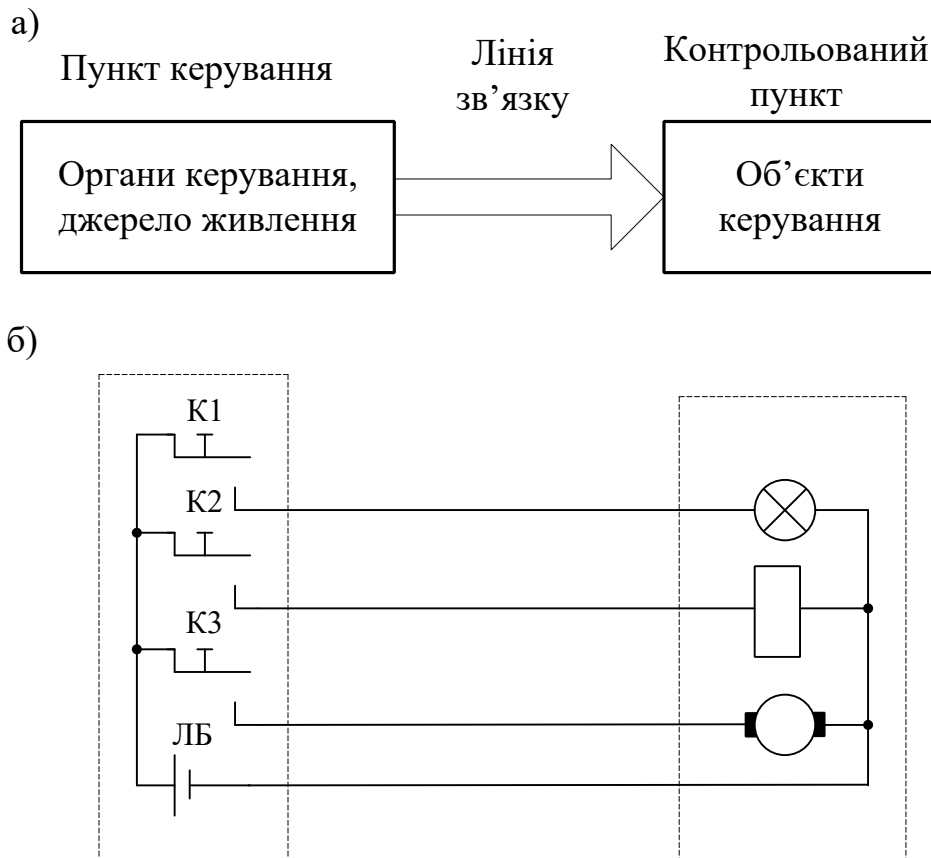 а)
Пункт керування
Лінія
зв’язку
Контрольований
пункт
Органи керування,
джерело живлення
Об’єкти
керування
б)
К1
К2
К3
ЛБ